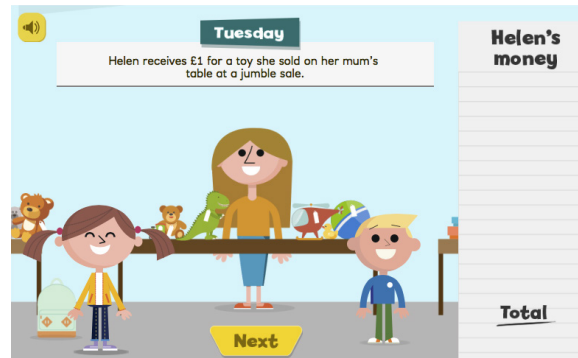 Tuesday
Helen receives £1 for a toy she sold on her mum's
table at a jumble sale.
Helen's
money
Total
Next